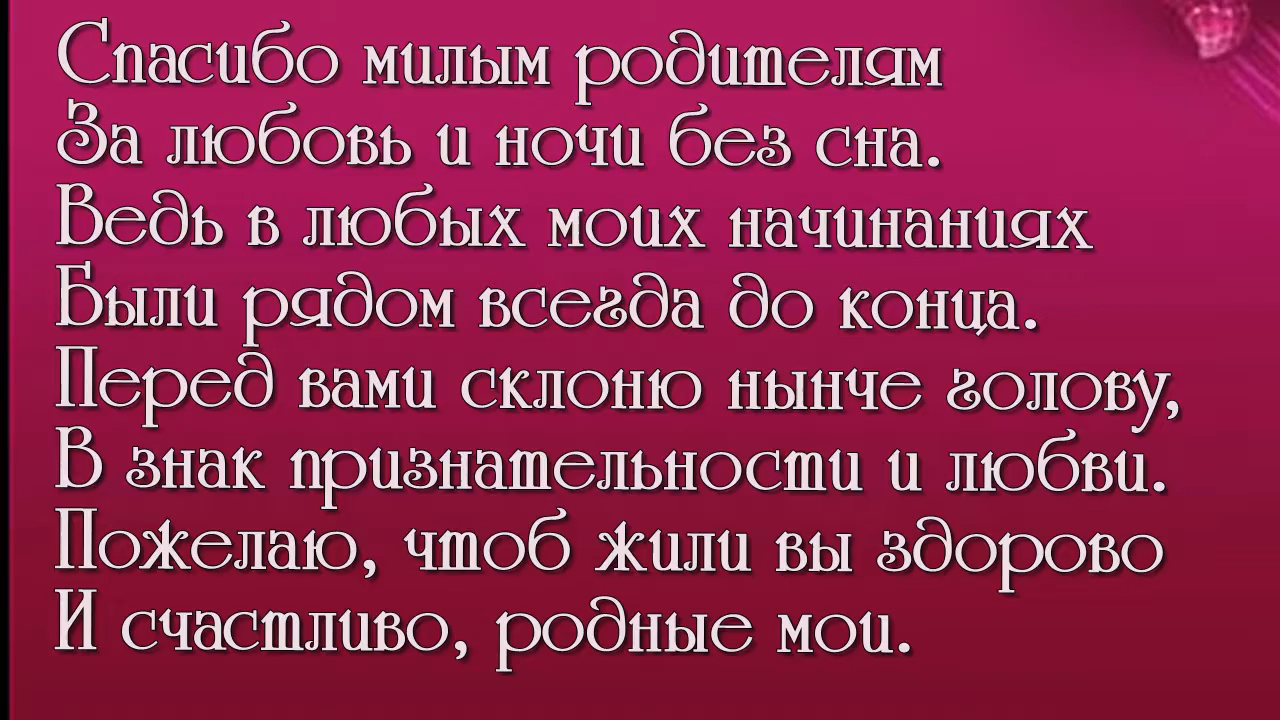 Спасибо милым родителям
За любовь и ночи без сна.
Ведь в любых моих начинаниях
Были рядом всегда до конца.
Перед вами склоню нынче голову,
В знак признательности и любви.
Пожелаю, чтоб жили вы здорово
И счастливо, родные мои.